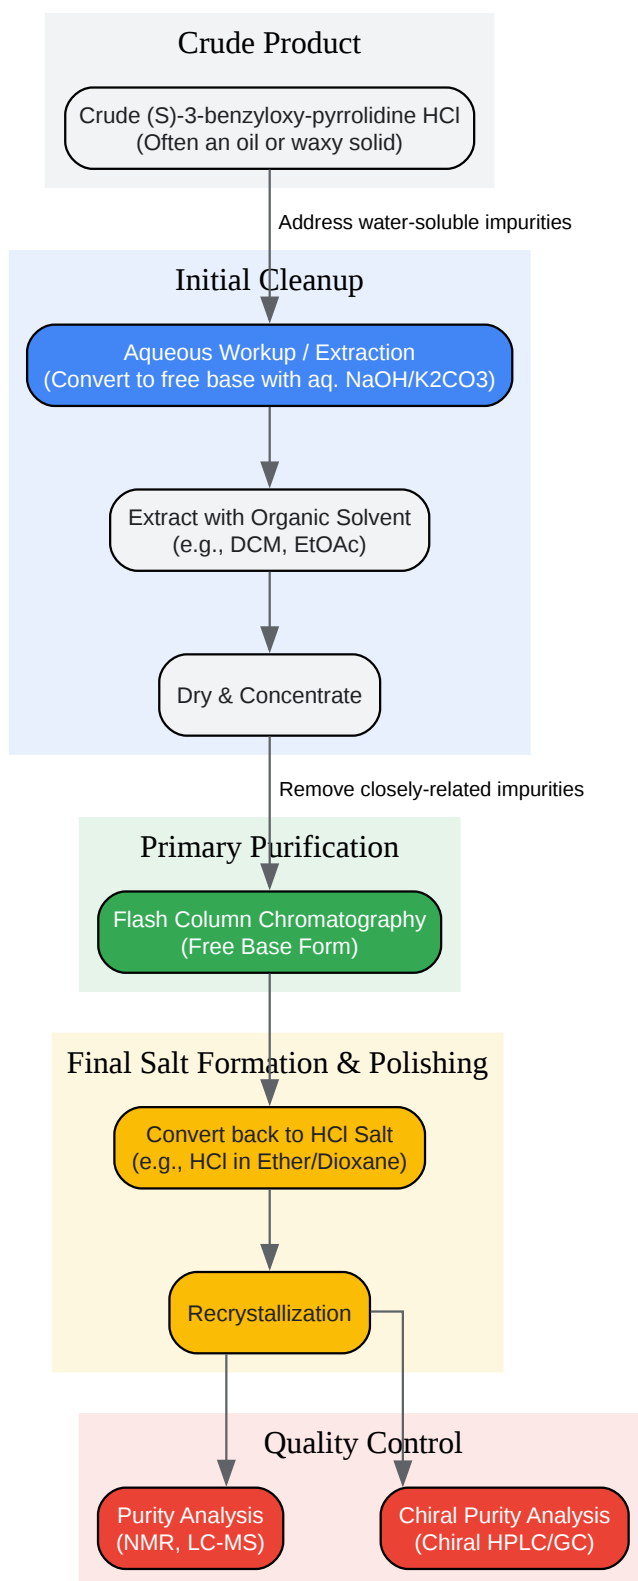 Crude Product
Crude (S)-3-benzyloxy-pyrrolidine HCl
(Often an oil or waxy solid)
Address water-soluble impurities
Initial Cleanup
Aqueous Workup / Extraction
(Convert to free base with aq. NaOH/K2CO3)
Extract with Organic Solvent
(e.g., DCM, EtOAc)
Dry & Concentrate
Remove closely-related impurities
Primary Purification
Flash Column Chromatography
(Free Base Form)
Final Salt Formation & Polishing
Convert back to HCl Salt
(e.g., HCl in Ether/Dioxane)
Recrystallization
Quality Control
Purity Analysis
(NMR, LC-MS)
Chiral Purity Analysis
(Chiral HPLC/GC)